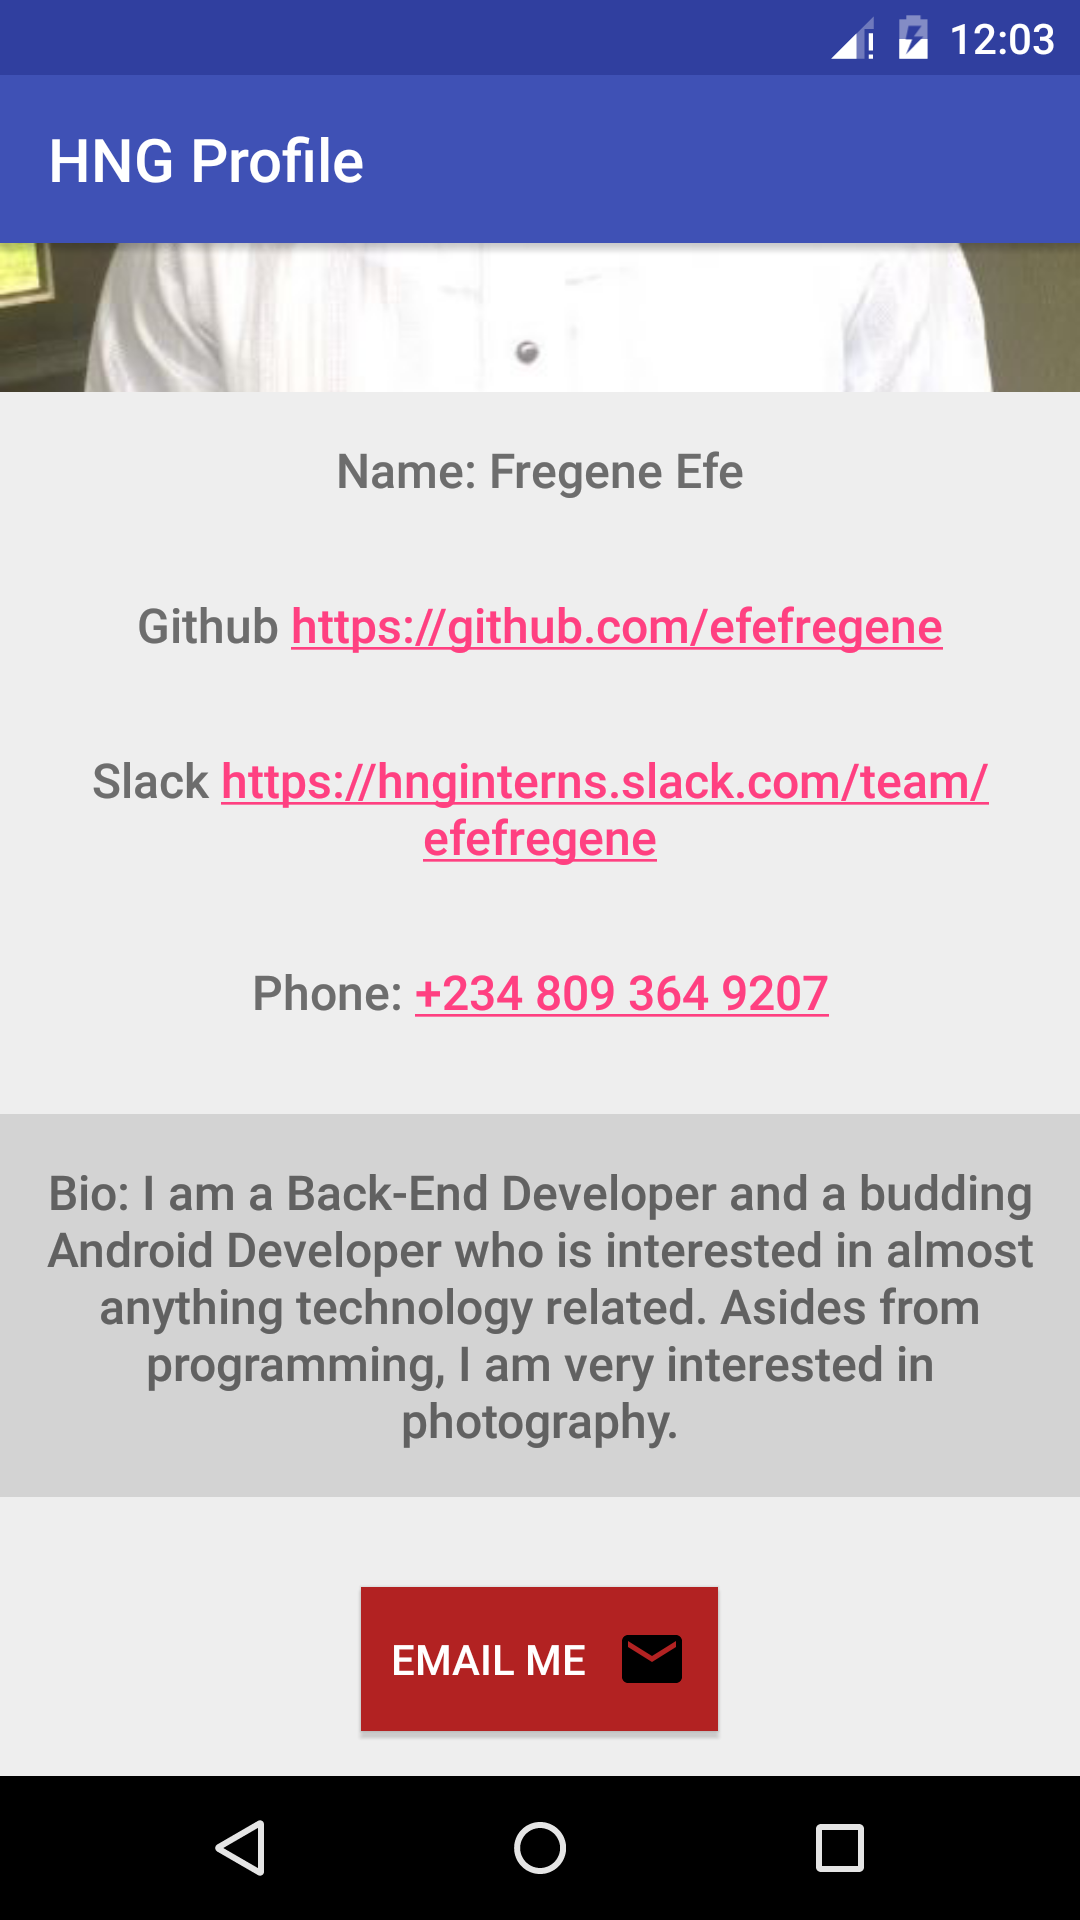 12:03
HNG Profile
Name: Fregene Efe
Github https://github.com/efefregene
Slack https://hnginterns.slack.com/team/
efefregene
Phone: +234 809 364 9207
Bio: I am a Back-End Developer and a budding
Android Developer who is interested in almost
anything technology related. Asides from
programming, I am very interested in
photography.
EMAIL ME